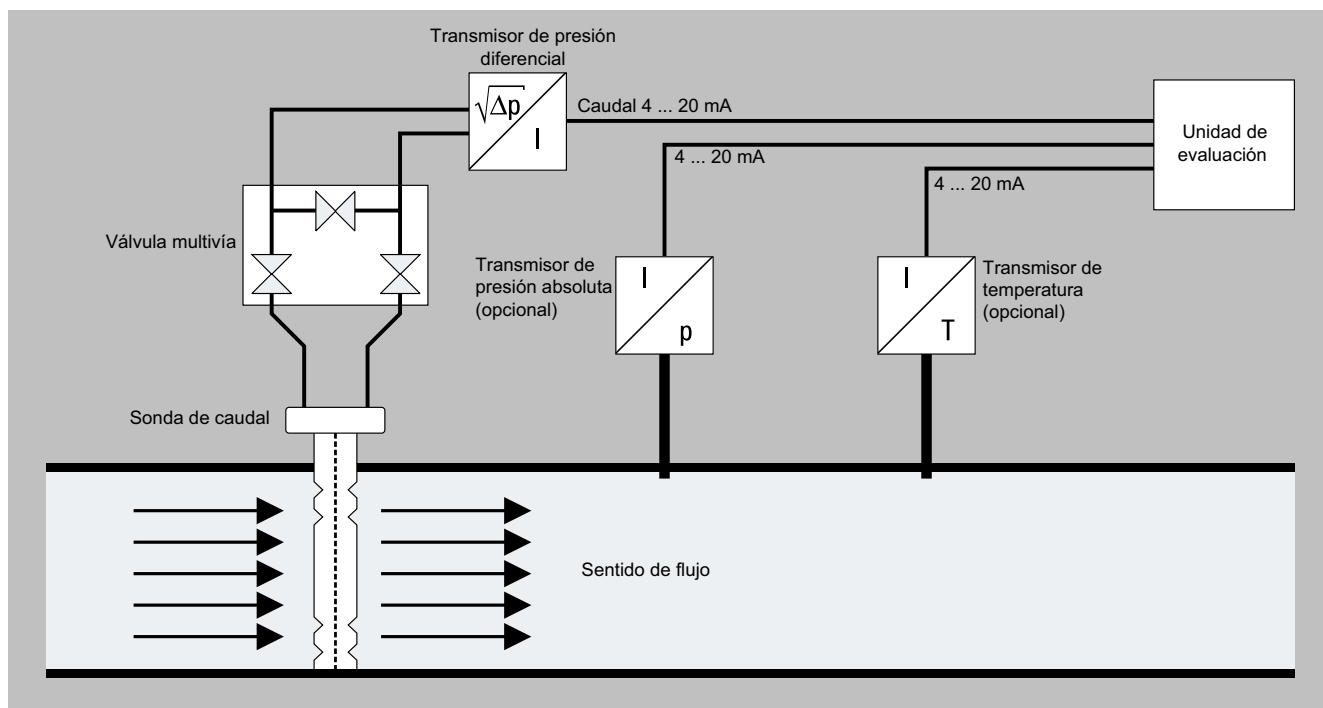 Transmisor de presión
diferencial
√Δp
I
Caudal 4 ... 20 mA
4 ... 20 mA
4 ... 20 mA
Unidad de
evaluación
Válvula multivía
Transmisor de
presión absoluta
(opcional)
I
p
I
T
Transmisor de
temperatura
(opcional)
Sonda de caudal
Sentido de flujo